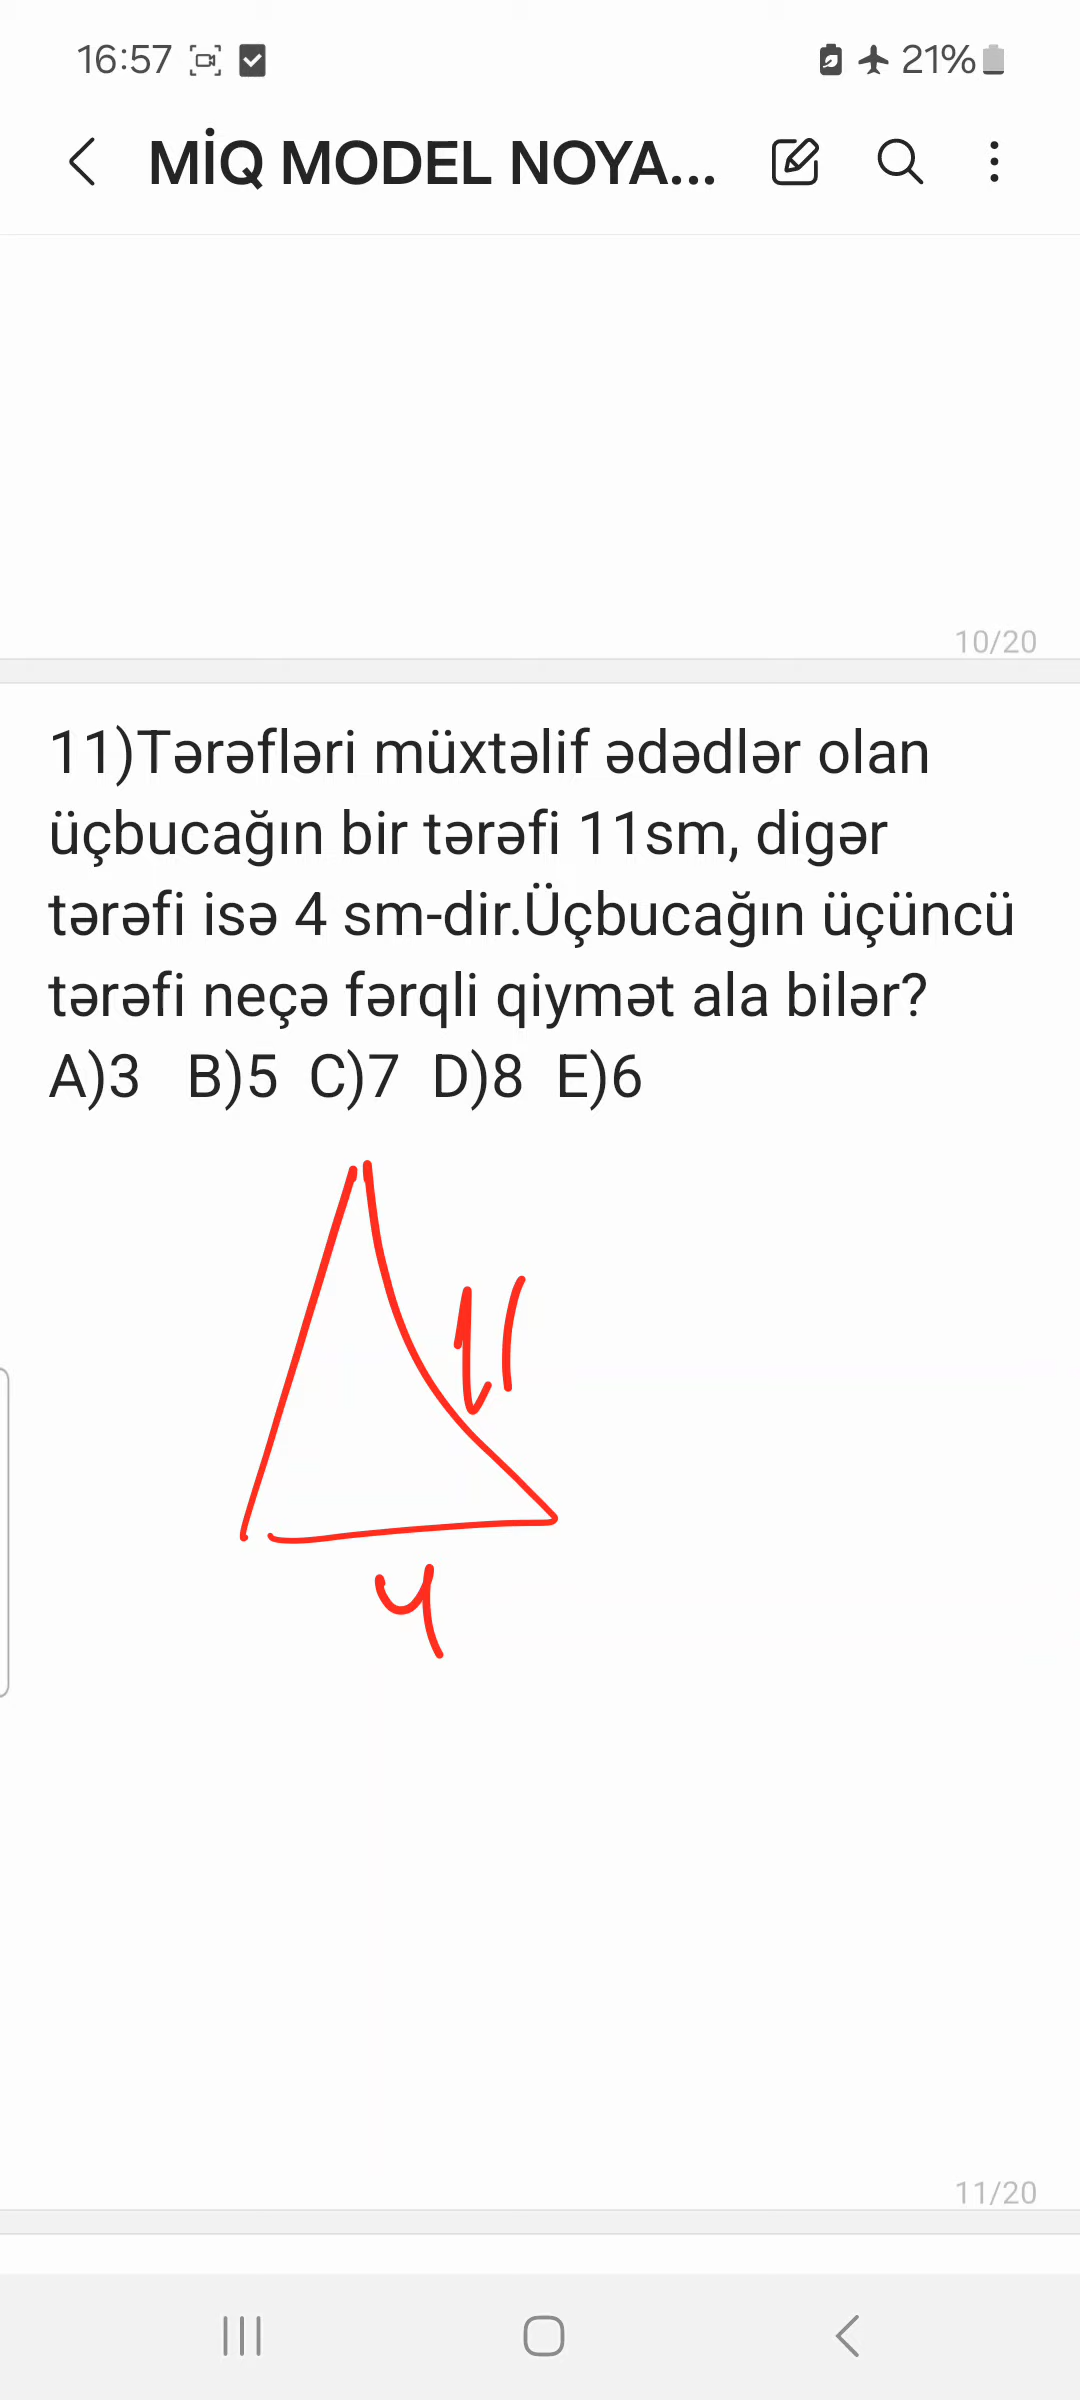 16:57
21%
MİQ MODEL NOYA...
10/20
11)Tərəfləri müxtəlif ədədlər olan
üçbucağın bir tərəfi 11sm, digər
tərəfi isə 4 sm-dir.Üçbucağın üçüncü
tərəfi neçə fərqli qiymət ala bilər?
A)3 B)5 C)7 D)8 E)6
11
4
11/20